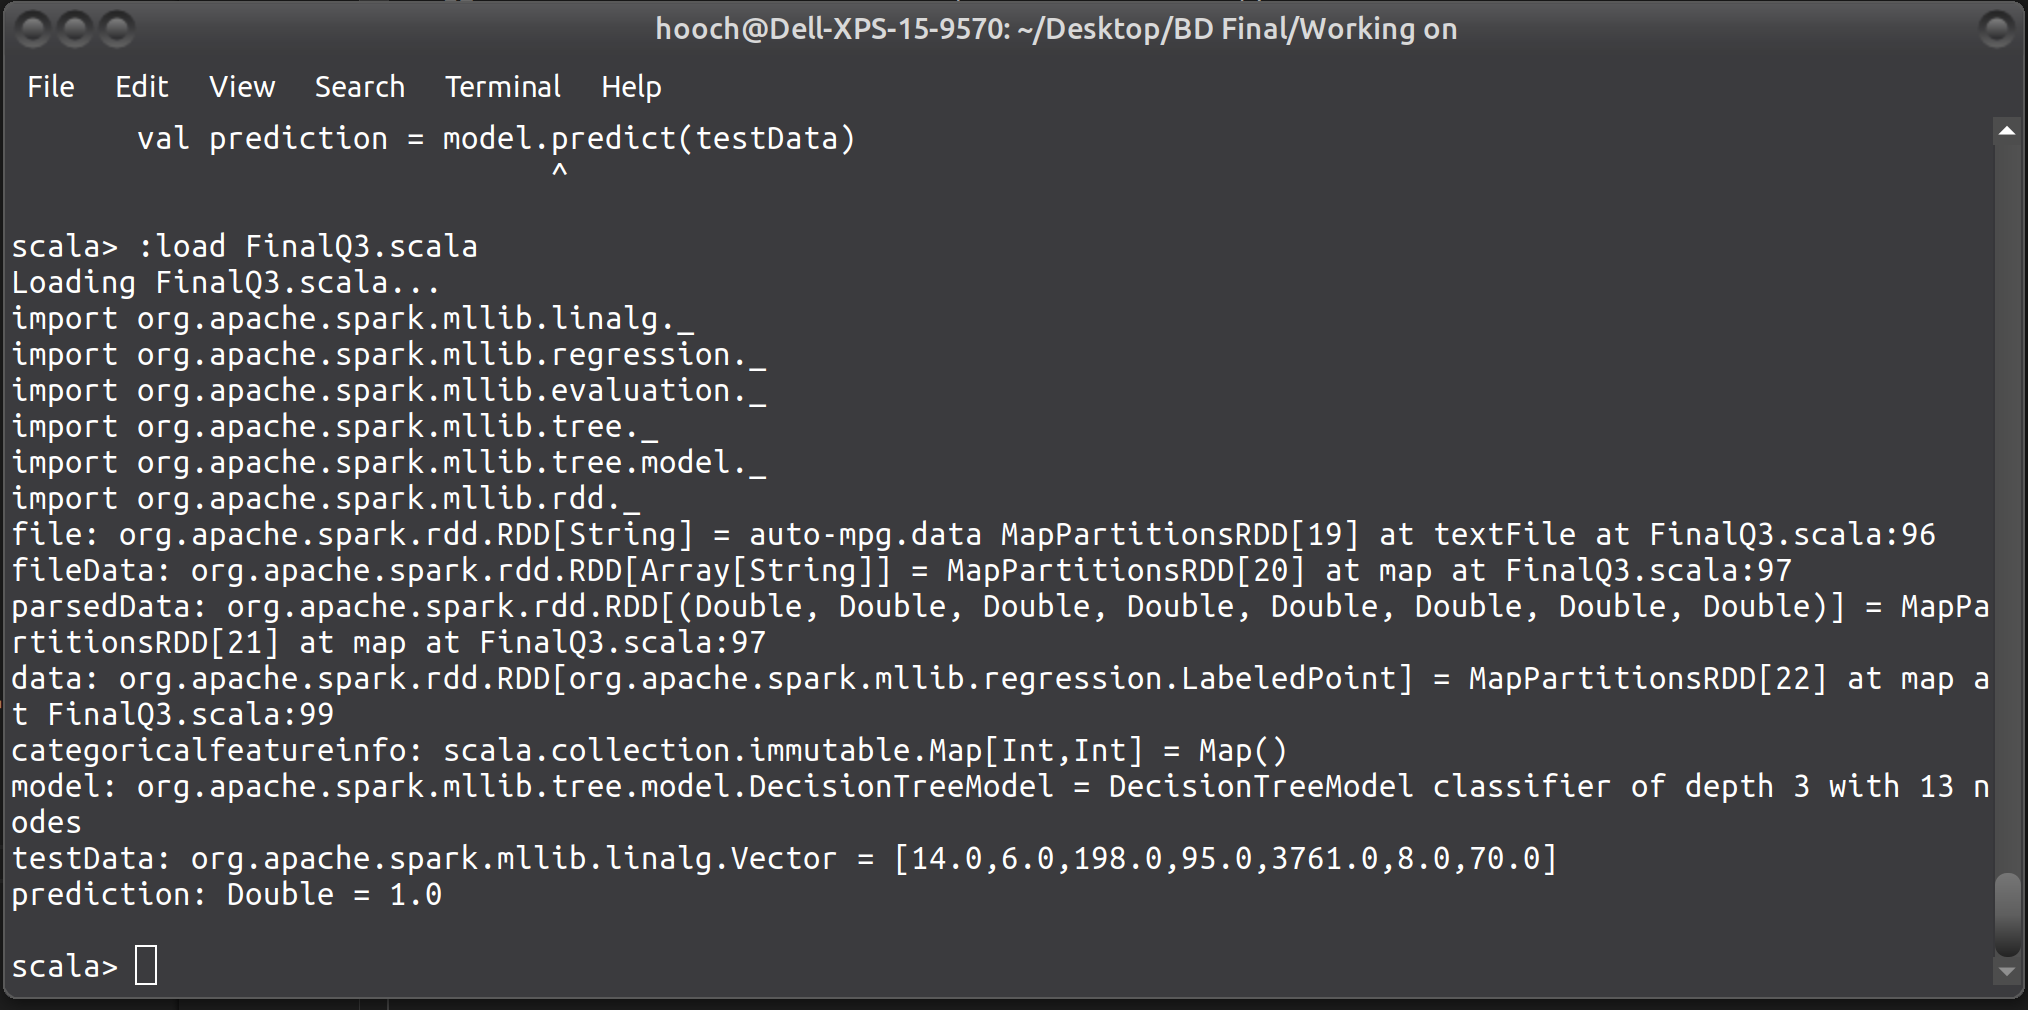 hooch@Dell-XPS-15-9570: ~/Desktop/BD Final/Working on
File Edit View Search Terminal Help
val prediction = model.predict(testData)
^
scala> :load FinalQ3.scala
Loading FinalQ3.scala...
import org.apache.spark.mllib.linalg._
import org.apache.spark.mllib.regression._
import org.apache.spark.mllib.evaluation._
import org.apache.spark.mllib.tree._
import org.apache.spark.mllib.tree.model._
import org.apache.spark.mllib.rdd._
file: org.apache.spark.rdd.RDD[String] = auto-mpg.data MapPartitionsRDD[19] at textFile at FinalQ3.scala:96
fileData: org.apache.spark.rdd.RDD[Array[String]] = MapPartitionsRDD[20] at map at FinalQ3.scala:97
parsedData: org.apache.spark.rdd.RDD[(Double, Double, Double, Double, Double, Double, Double, Double)] = MapPa
rtitionsRDD[21] at map at FinalQ3.scala:97
data: org.apache.spark.rdd.RDD[org.apache.spark.mllib.regression.LabeledPoint] = MapPartitionsRDD[22] at map a
t FinalQ3.scala:99
categoricalfeatureinfo: scala.collection.immutable.Map[Int,Int] = Map()
model: org.apache.spark.mllib.tree.model.DecisionTreeModel = DecisionTreeModel classifier of depth 3 with 13 n
odes
testData: org.apache.spark.mllib.linalg.Vector = [14.0,6.0,198.0,95.0,3761.0,8.0,70.0]
prediction: Double = 1.0
scala>